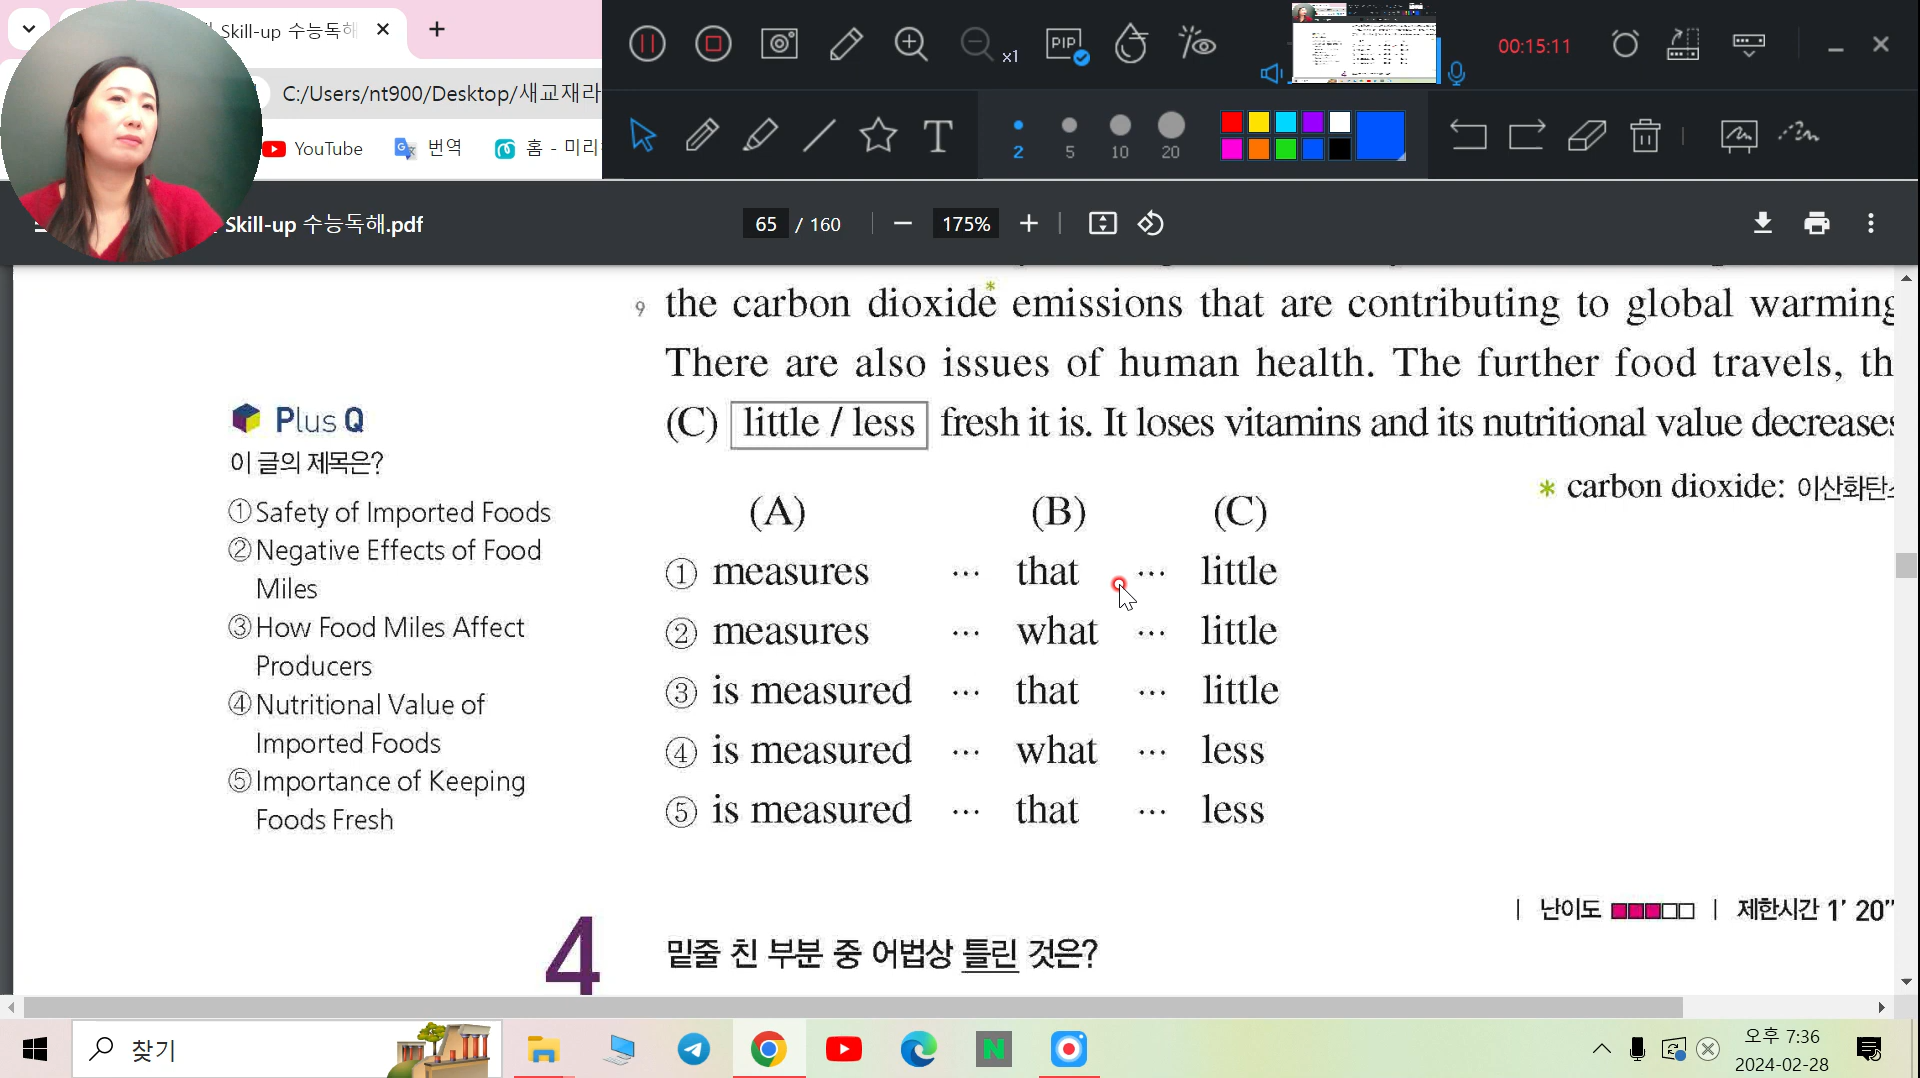 Skill-up 수능독해
x1
PIP
00:15:11
C:/Users/nt900/Desktop/새교재라
YouTube
번역
홈 - 미리
T
2
5
10
20
Skill-up 수능독해.pdf
65 / 160
175%
9 the carbon dioxide* emissions that are contributing to global warming
There are also issues of human health. The further food travels, th
(C) little / less fresh it is. It loses vitamins and its nutritional value decreases
* carbon dioxide: 이산화탄소
Plus Q
이 글의 제목은?
① Safety of Imported Foods
② Negative Effects of Food
Miles
③ How Food Miles Affect
Producers
④ Nutritional Value of
Imported Foods
⑤ Importance of Keeping
Foods Fresh
(A) (B) (C)
① measures … that … little
② measures … what … little
③ is measured … that … little
④ is measured … what … less
⑤ is measured … that … less
| 난이도 | 제한시간 1′ 20″
4 밑줄 친 부분 중 어법상 틀린 것은?
찾기
N
오후 7:36
2024-02-28